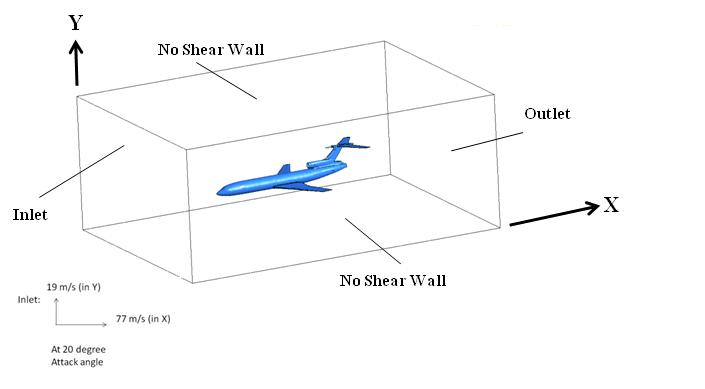 Y
No Shear Wall
Outlet
Inlet
X
No Shear Wall
19 m/s (in Y)
Inlet:
77 m/s (in X)
At 20 degree
Attack angle